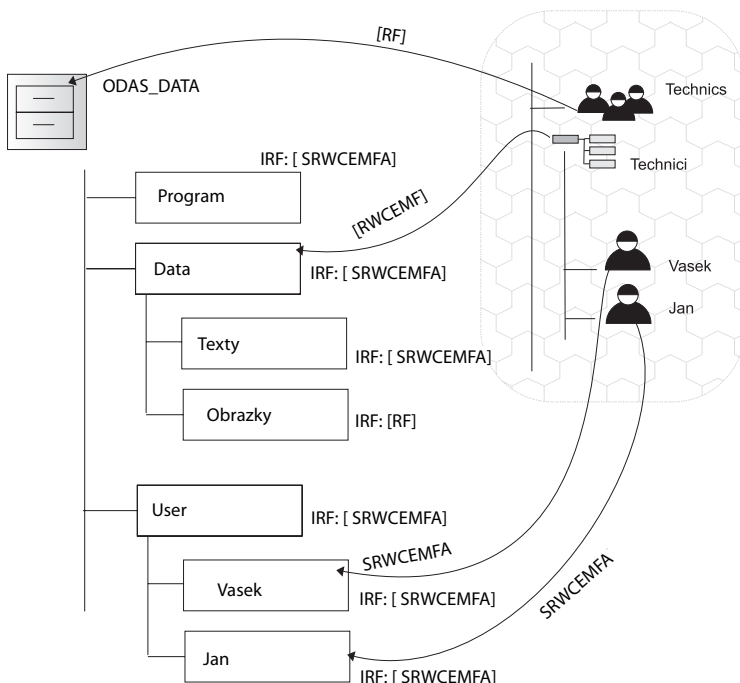 [RF]
ODAS_DATA
Technics
IRF: [ SRWCEMFA]
Technici
Program
[RWCEMF]
Data
IRF: [ SRWCEMFA]
Vasek
Jan
Texty
IRF: [ SRWCEMFA]
Obrazky
IRF: [RF]
User
IRF: [ SRWCEMFA]
SRWCEMFA
Vasek
IRF: [ SRWCEMFA]
SRWCEMFA
Jan
IRF: [ SRWCEMFA]